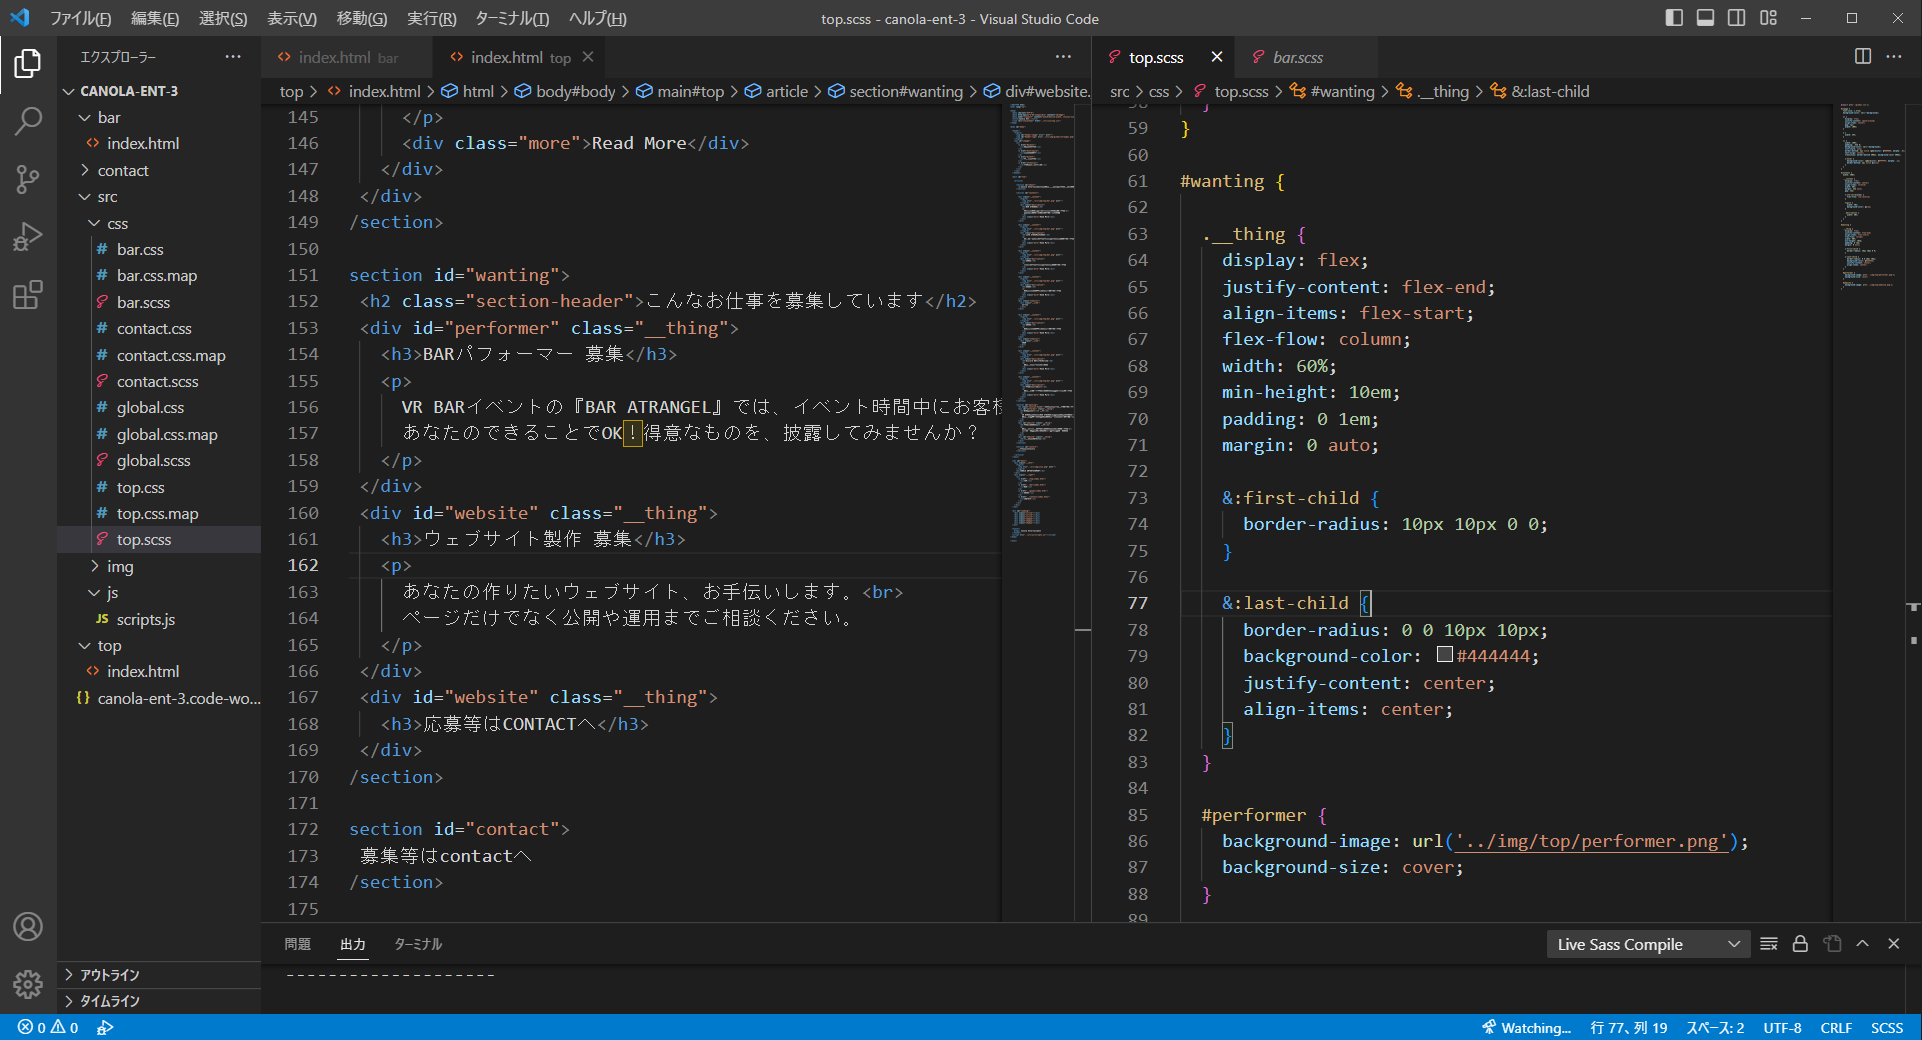 ファイル(F) 編集(E) 選択(S) 表示(V) 移動(G) 実行(R) ターミナル(T) ヘルプ(H)
top.scss - canola-ent-3 - Visual Studio Code
エクスプローラー
CANOLA-ENT-3
bar
index.html
contact
src
css
bar.css
bar.css.map
bar.scss
contact.css
contact.css.map
contact.scss
global.css
global.css.map
global.scss
top.css
top.css.map
top.scss
img
js
JS scripts.js
top
index.html
{} canola-ent-3.code-wo...
アウトライン
タイムライン
index.html bar
index.html top
top > index.html > html > body#body > main#top > article > section#wanting > div#website.
145 </p>
146 <div class="more">Read More</div>
147 </div>
148 </div>
149 /section>
150
151 section id="wanting">
152 <h2 class="section-header">こんなお仕事を募集しています</h2>
153 <div id="performer" class="__thing">
154 <h3>BARパフォーマー 募集</h3>
155 <p>
156 VR BARイベントの『BAR ATRANGEL』では、イベント時間中にお客様
157 あなたのできることでOK！得意なものを、披露してみませんか？
158 </p>
159 </div>
160 <div id="website" class="__thing">
161 <h3>ウェブサイト製作 募集</h3>
162 <p>
163 あなたの作りたいウェブサイト、お手伝いします。<br>
164 ページだけでなく公開や運用までご相談ください。
165 </p>
166 </div>
167 <div id="website" class="__thing">
168 <h3>応募等はCONTACTへ</h3>
169 </div>
170 /section>
171
172 section id="contact">
173 募集等はcontactへ
174 /section>
175
top.scss
bar.scss
src > css > top.scss > #wanting > .__thing > &:last-child
58 }
59 }
60
61 #wanting {
62
63 .__thing {
64 display: flex;
65 justify-content: flex-end;
66 align-items: flex-start;
67 flex-flow: column;
68 width: 60%;
69 min-height: 10em;
70 padding: 0 1em;
71 margin: 0 auto;
72
73 &:first-child {
74 border-radius: 10px 10px 0 0;
75 }
76
77 &:last-child {
78 border-radius: 0 0 10px 10px;
79 background-color: #444444;
80 justify-content: center;
81 align-items: center;
82 }
83 }
84
85 #performer {
86 background-image: url('../img/top/performer.png');
87 background-size: cover;
88 }
89
問題 出力 ターミナル
Live Sass Compile
--------------------
0 0
Watching... 行 77、列 19 スペース: 2 UTF-8 CRLF SCSS